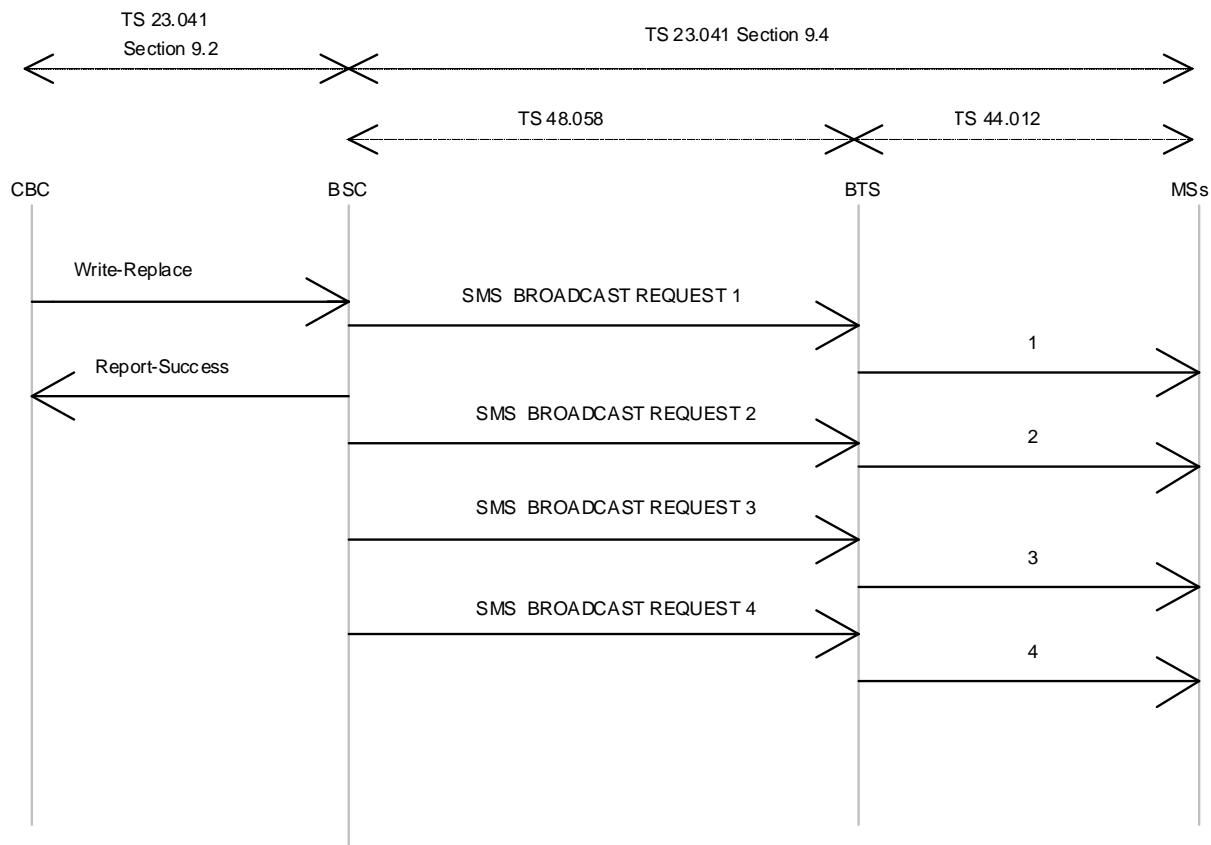 TS 23.041
Section 9.2
TS 23.041 Section 9.4
TS 48.058
TS 44.012
CBC
BSC
BTS
MSs
Write-Replace
SMS BROADCAST REQUEST 1
1
Report-Success
SMS BROADCAST REQUEST 2
2
SMS BROADCAST REQUEST 3
3
SMS BROADCAST REQUEST 4
4